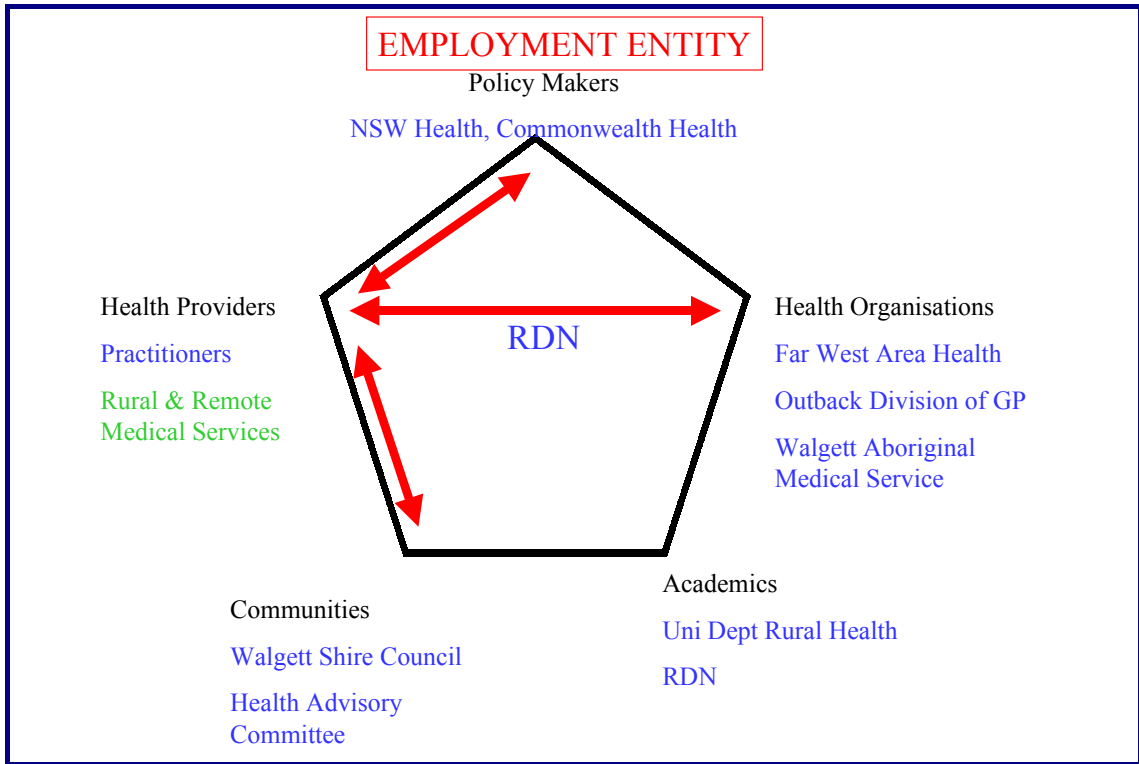 EMPLOYMENT ENTITY
Policy Makers
NSW Health, Commonwealth Health
Health Providers
Practitioners
Rural & Remote
Medical Services
RDN
Health Organisations
Far West Area Health
Outback Division of GP
Walgett Aboriginal
Medical Service
Communities
Walgett Shire Council
Health Advisory
Committee
Academics
Uni Dept Rural Health
RDN